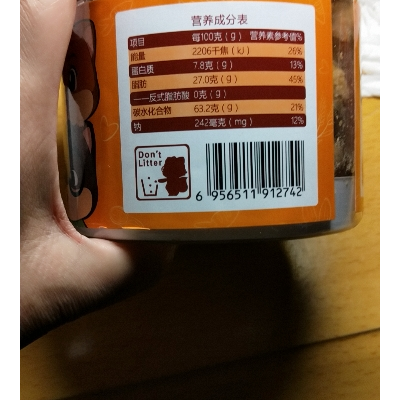 营养成分表
项目 每100克(g) 营养素参考值%
能量 2206千焦(kJ) 26%
蛋白质 7.8克(g) 13%
脂肪 27.0克(g) 45%
——反式脂肪酸 0克(g)
碳水化合物 63.2克(g) 21%
钠 242毫克(mg) 12%
Don't
Litter
6 956511 912742